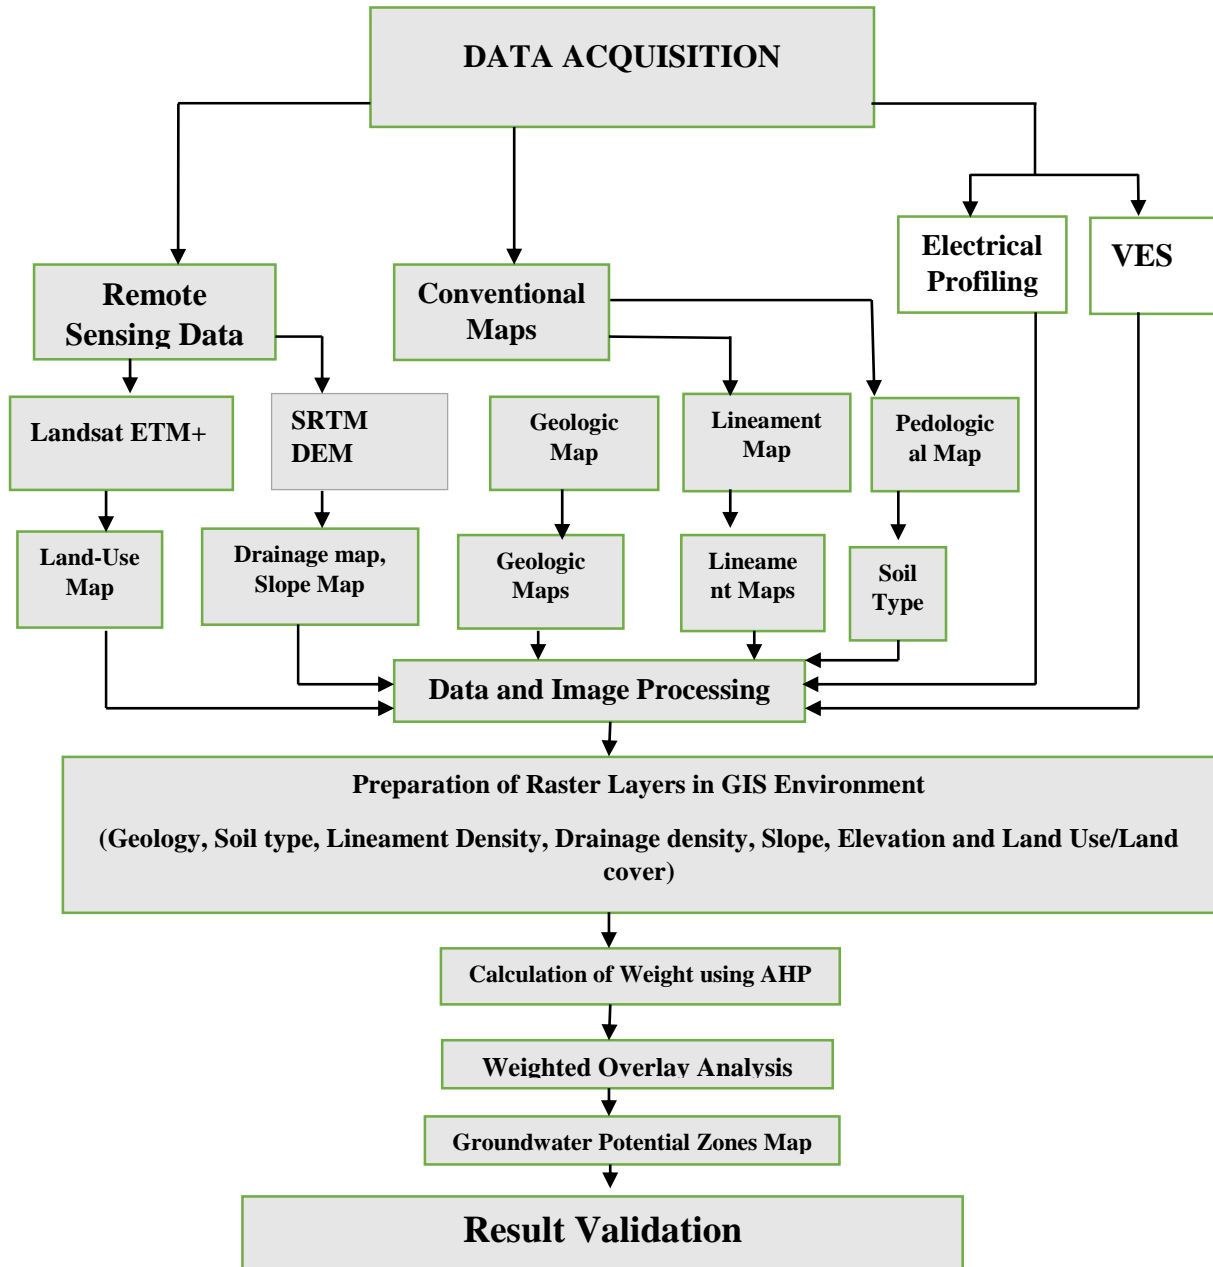 DATA ACQUISITION
Electrical
Profiling
VES
Remote
Sensing Data
Conventional
Maps
Landsat ETM+
SRTM
DEM
Geologic
Map
Lineament
Map
Pedologic
al Map
Land-Use
Map
Drainage map,
Slope Map
Geologic
Maps
Lineame
nt Maps
Soil
Type
Data and Image Processing
Preparation of Raster Layers in GIS Environment
(Geology, Soil type, Lineament Density, Drainage density, Slope, Elevation and Land Use/Land
cover)
Calculation of Weight using AHP
Weighted Overlay Analysis
Groundwater Potential Zones Map
Result Validation